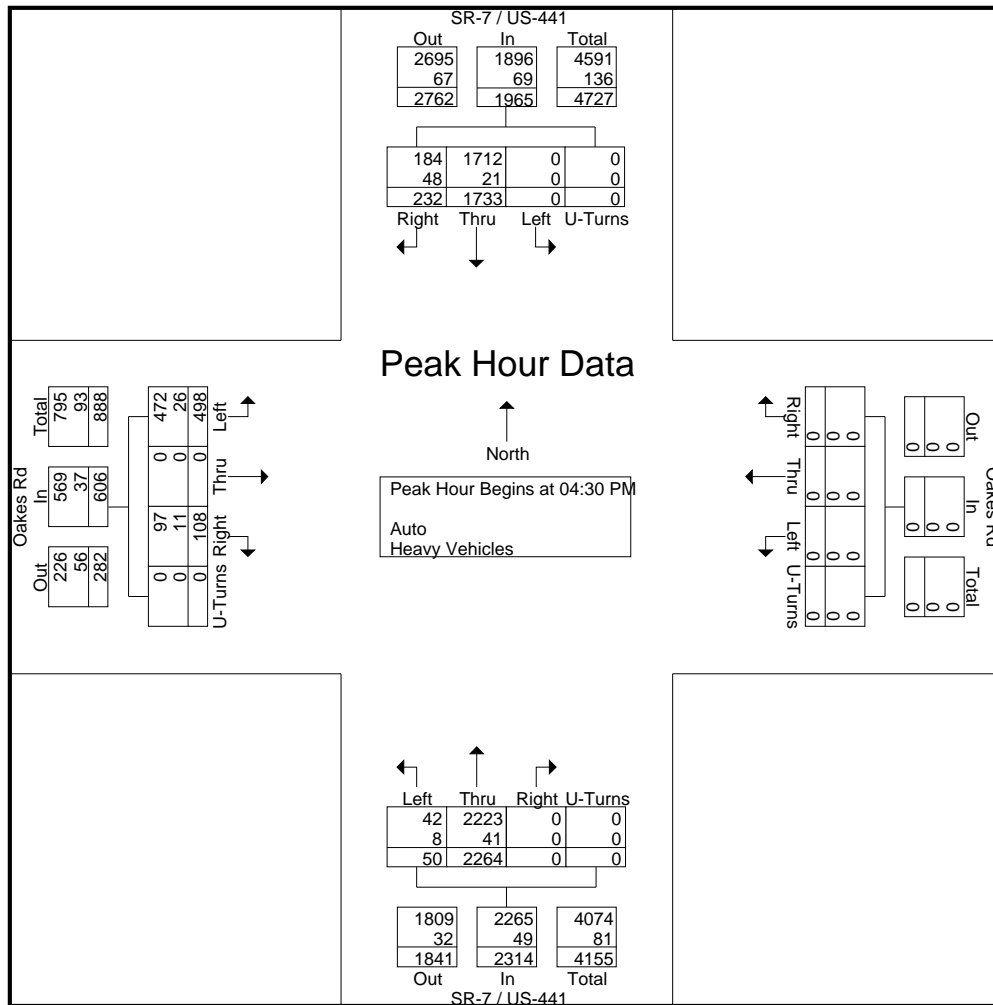 SR-7 / US-441
Out In Total
2695 1896 4591
67 69 136
2762 1965 4727
184 1712 0 0
48 21 0 0
232 1733 0 0
Right Thru Left U-Turns
Peak Hour Data
North
Peak Hour Begins at 04:30 PM
Auto
Heavy Vehicles
Oakes Rd
Out In Total
226 569 795
56 37 93
282 606 888
0 97 0 472
0 11 0 26
0 108 0 498
U-Turns Right Thru Left
Oakes Rd
Out In Total
0 0 0
0 0 0
0 0 0
0 0 0 0
0 0 0 0
0 0 0 0
Right Thru Left U-Turns
Left Thru Right U-Turns
42 2223 0 0
8 41 0 0
50 2264 0 0
1809 2265 4074
32 49 81
1841 2314 4155
Out In Total
SR-7 / US-441